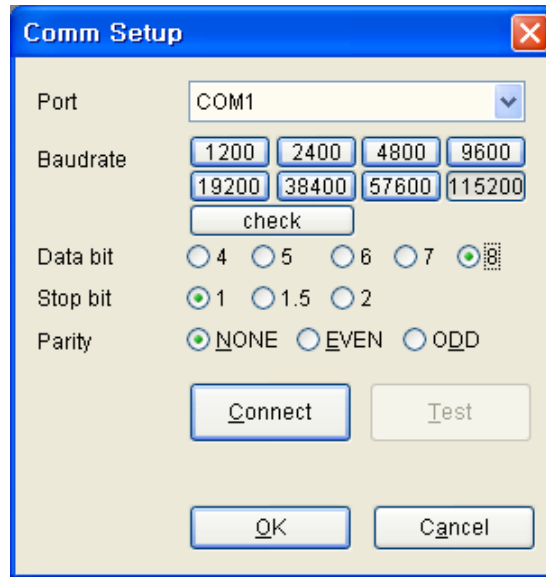 Comm Setup
Port COM1
Baudrate 1200 2400 4800 9600
19200 38400 57600 115200
check
Data bit 4 5 6 7 8
Stop bit 1 1.5 2
Parity NONE EVEN ODD
Connect Test
OK Cancel